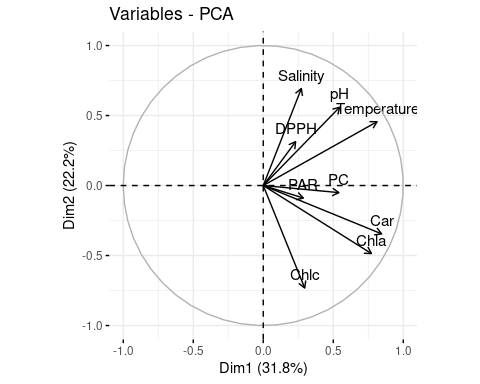 Variables - PCA
1.0
Salinity
pH
Temperature
0.5
DPPH
PAR
PC
0.0
Car
Chla
-0.5
Chlc
-1.0
Dim2 (22.2%)
-1.0 -0.5 0.0 0.5 1.0
Dim1 (31.8%)